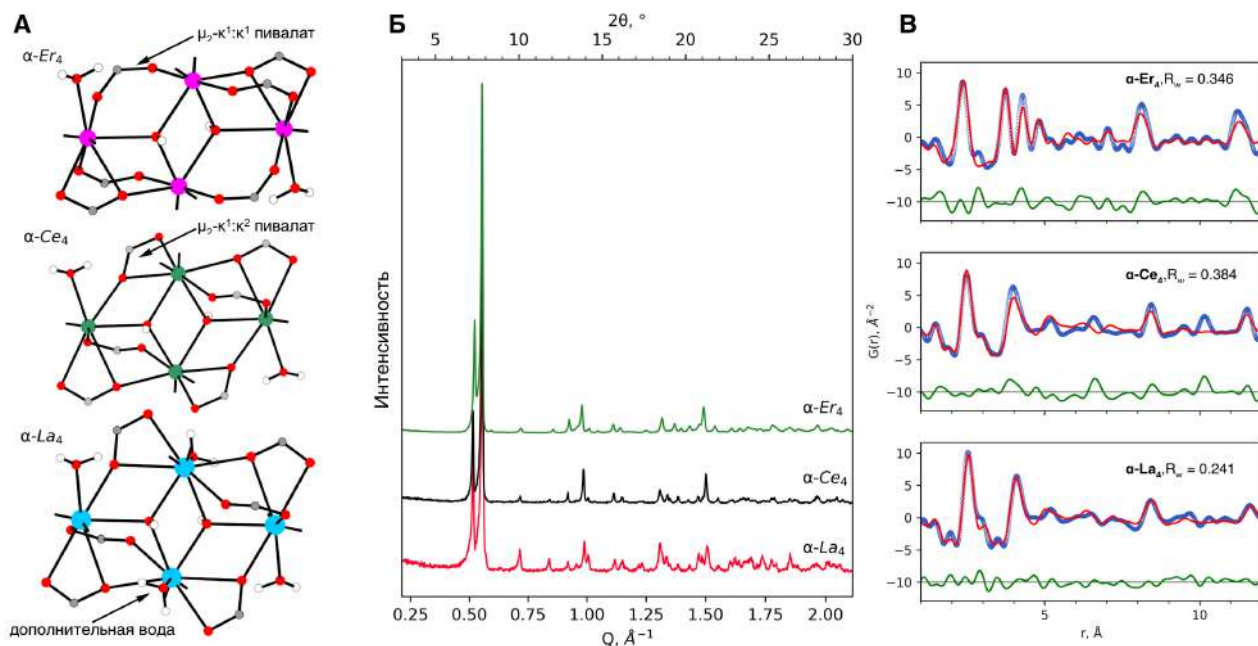 А
α-Er₄
μ₂-κ¹:κ¹ пивалат
α-Ce₄
μ₂-κ¹:κ² пивалат
α-La₄
дополнительная вода
Б
2θ, °
5 10 15 20 25 30
Интенсивность
α-Er₄
α-Ce₄
α-La₄
0.25 0.50 0.75 1.00 1.25 1.50 1.75 2.00
Q, Å⁻¹
В
α-Er₄,R_w = 0.346
10
5
0
−5
−10
α-Ce₄,R_w = 0.384
10
5
0
−5
−10
G(r), Å⁻²
α-La₄,R_w = 0.241
10
5
0
−5
−10
5 10
r, Å